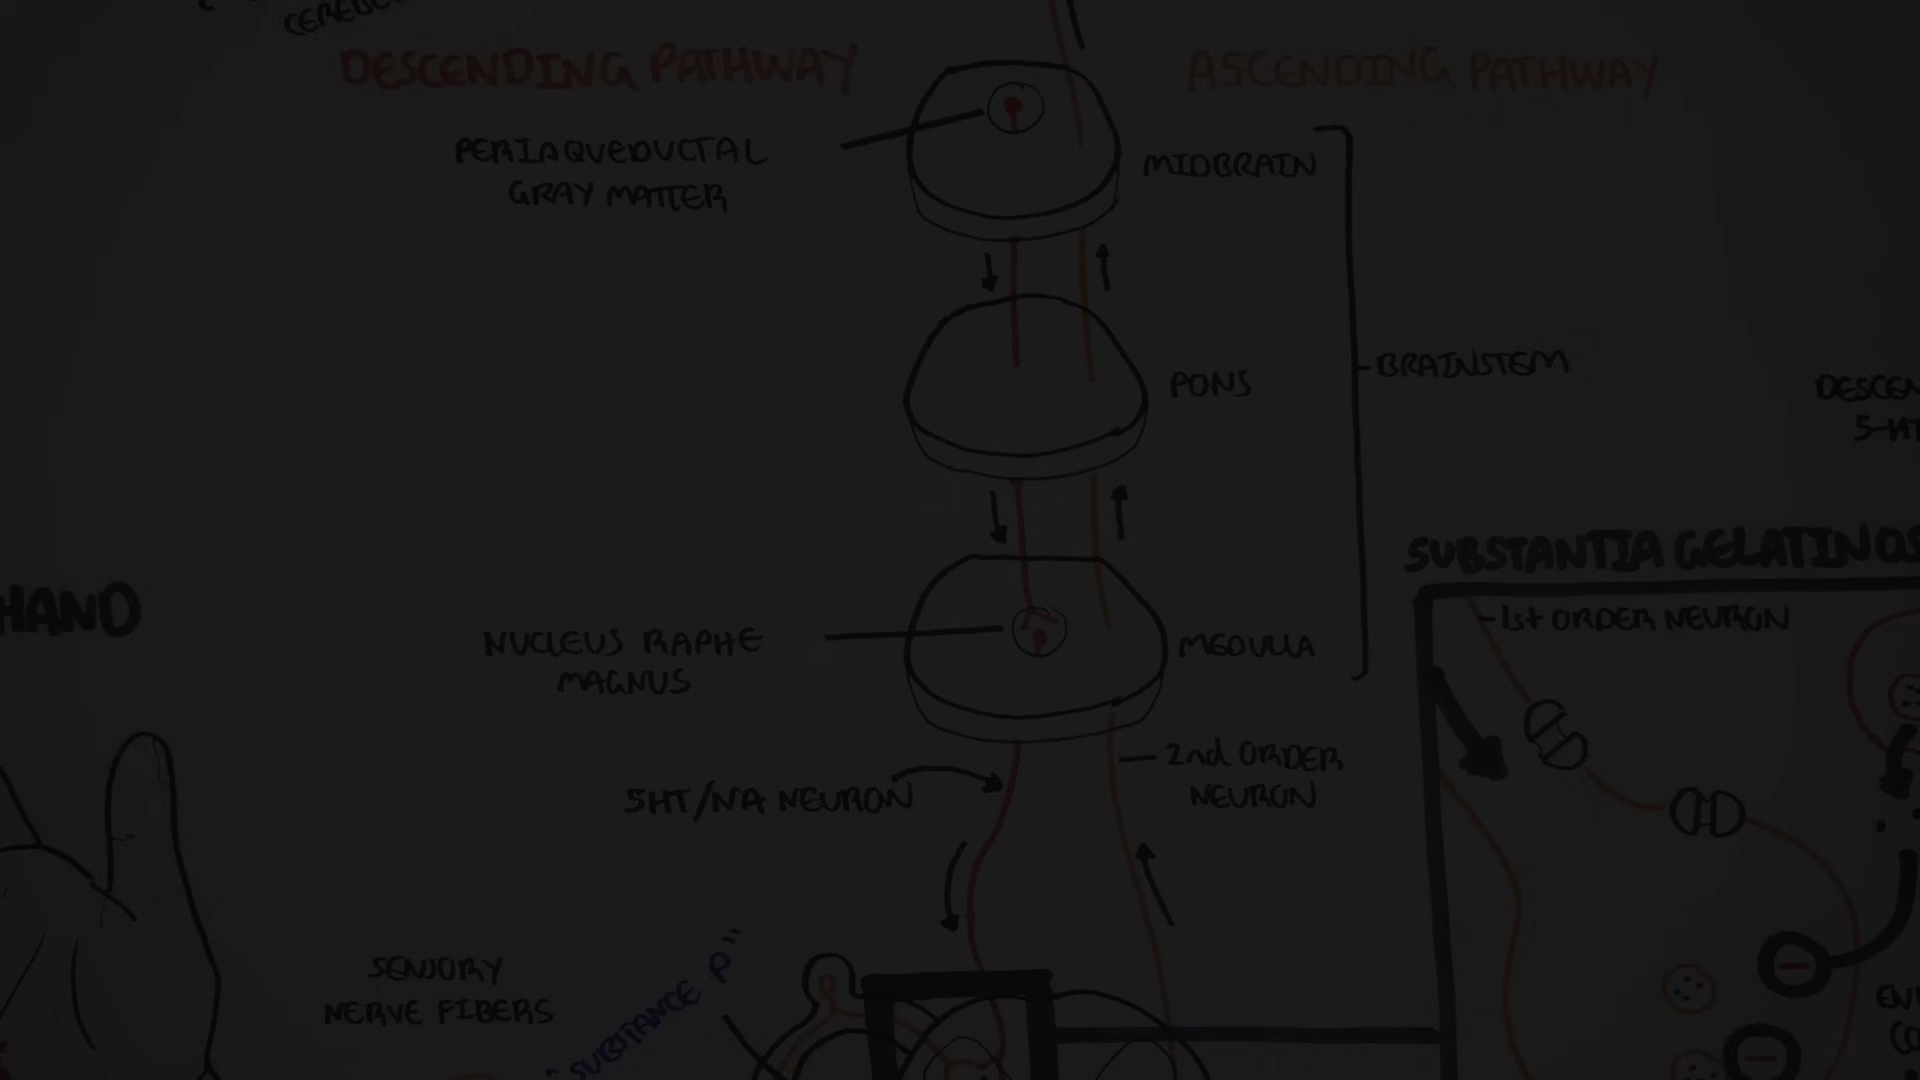 DESCENDING PATHWAY
ASCENDING PATHWAY
PERIAQUEDUCTAL
GRAY MATTER
MIDBRAIN
PONS
BRAINSTEM
HAND
SUBSTANTIA GELATINOS
1st ORDER NEURON
NUCLEUS RAPHE
MAGNUS
MEDULLA
2nd ORDER
NEURON
5HT/NA NEURON
SENSORY
NERVE FIBERS
"SUBSTANCE P"